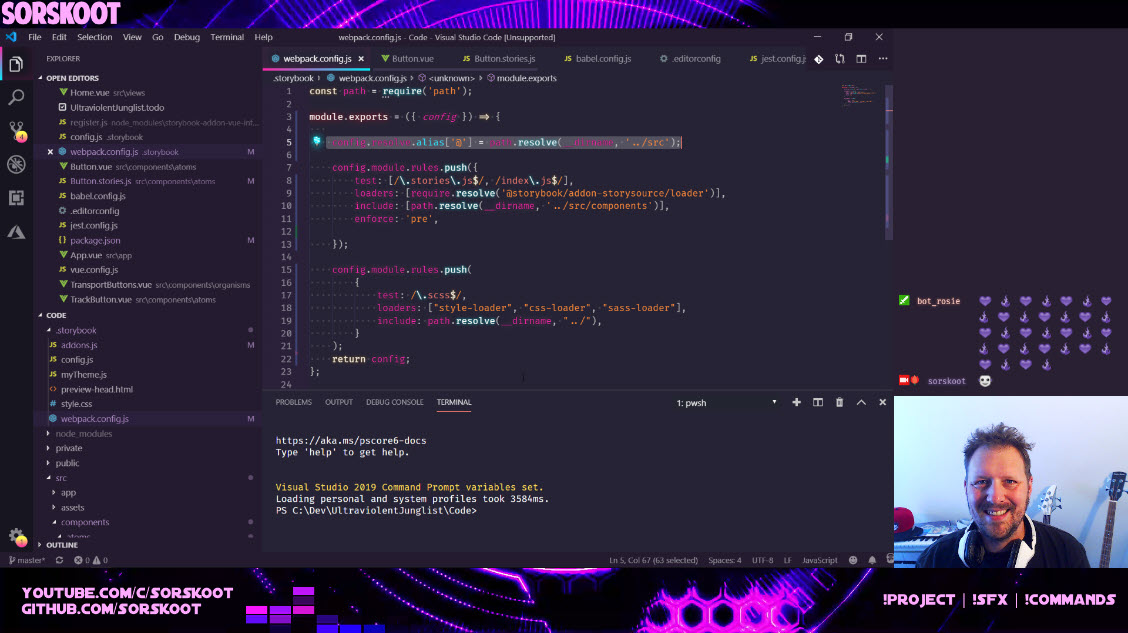 SORSKOOT
File Edit Selection View Go Debug Terminal Help
webpack.config.js - Code - Visual Studio Code [Unsupported]
EXPLORER
OPEN EDITORS
Home.vue src\views
UltraviolentJunglist.todo
register.js node_modules\storybook-addon-vue-inf...
config.js .storybook
webpack.config.js .storybook M
Button.vue src\components\atoms
Button.stories.js src\components\atoms M
babel.config.js
.editorconfig
jest.config.js
package.json M
App.vue src\app
vue.config.js
TransportButtons.vue src\components\organisms
TrackButton.vue src\components\atoms
CODE
.storybook
addons.js M
config.js
myTheme.js
preview-head.html
style.css
webpack.config.js M
node_modules
private
public
src
app
assets
components
atoms
OUTLINE
webpack.config.js Button.vue Button.stories.js babel.config.js .editorconfig jest.config.js
.storybook webpack.config.js <unknown> module.exports
1 const path = require('path');
2
3 module.exports = ({ config }) => {
4
5 .alias['@'] = path.resolve(__dirname, '../src');
6
7 config.module.rules.push({
8 test: [/\.stories\.js$/, /index\.js$/],
9 loaders: [require.resolve('@storybook/addon-storysource/loader')],
10 include: [path.resolve(__dirname, '../src/components')],
11 enforce: 'pre',
12
13 });
14
15 config.module.rules.push(
16 {
17 test: /\.scss$/,
18 loaders: ["style-loader", "css-loader", "sass-loader"],
19 include: path.resolve(__dirname, "../"),
20 }
21 );
22 return config;
23 };
24
PROBLEMS OUTPUT DEBUG CONSOLE TERMINAL 1: pwsh
https://aka.ms/pscore6-docs
Type 'help' to get help.
Visual Studio 2019 Command Prompt variables set.
Loading personal and system profiles took 3584ms.
PS C:\Dev\UltraviolentJunglist\Code>
master* 0 0 Ln 5, Col 67 (63 selected) Spaces: 4 UTF-8 LF JavaScript
bot_rosie
sorskoot
YOUTUBE.COM/C/SORSKOOT
GITHUB.COM/SORSKOOT
!PROJECT | !SFX | !COMMANDS